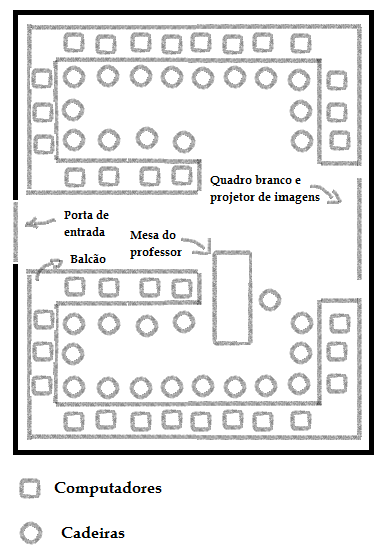 Quadro branco e
projetor de imagens
Porta de
entrada
Mesa do
professor
Balcão
Computadores
Cadeiras